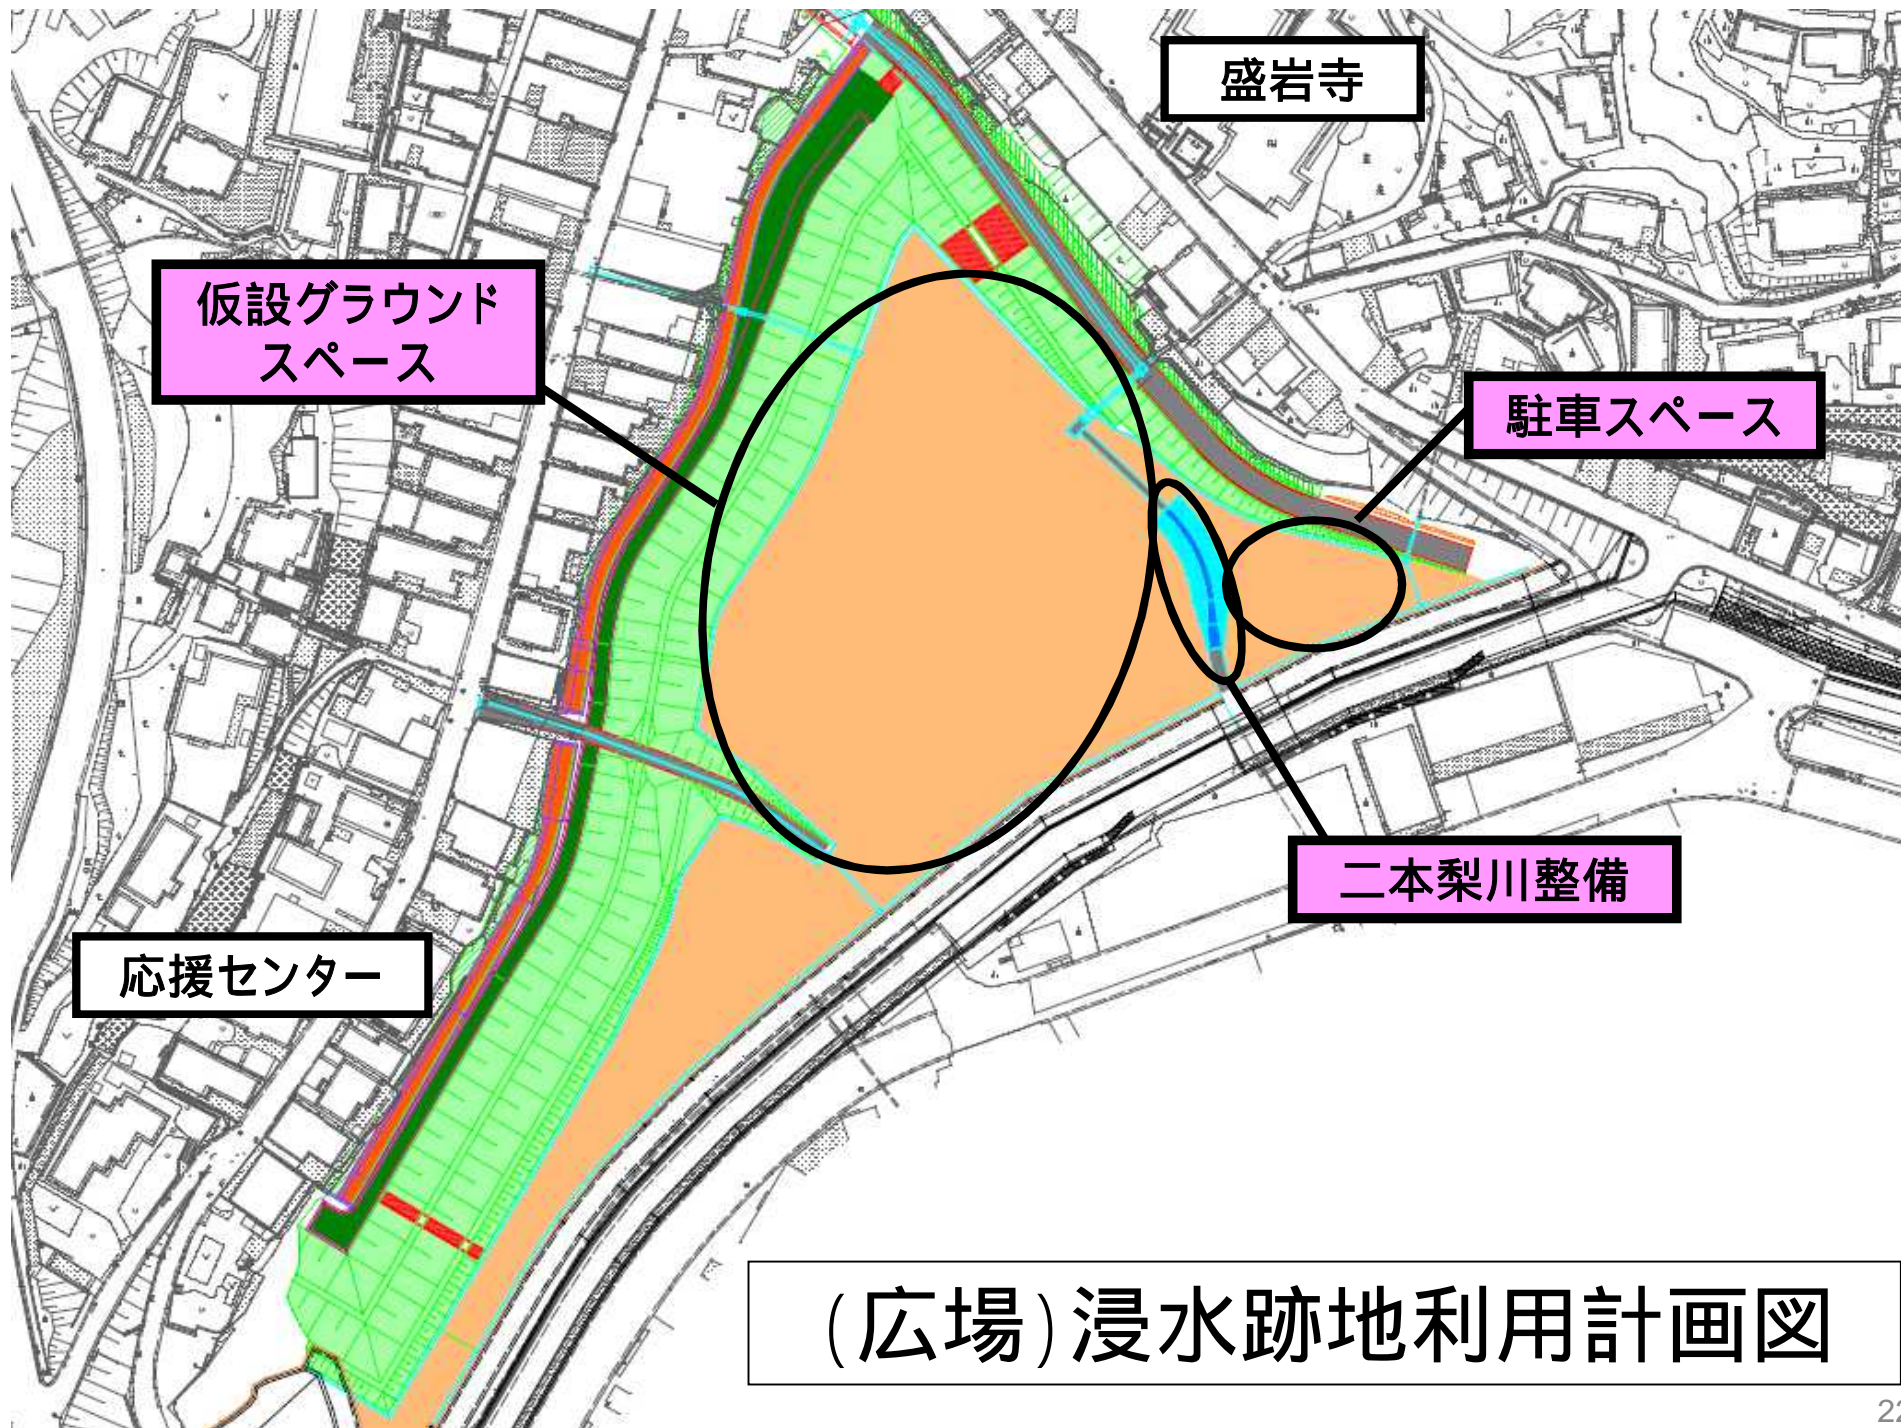 盛岩寺
仮設グラウンド
スペース
駐車スペース
二本梨川整備
応援センター
(広場)浸水跡地利用計画図